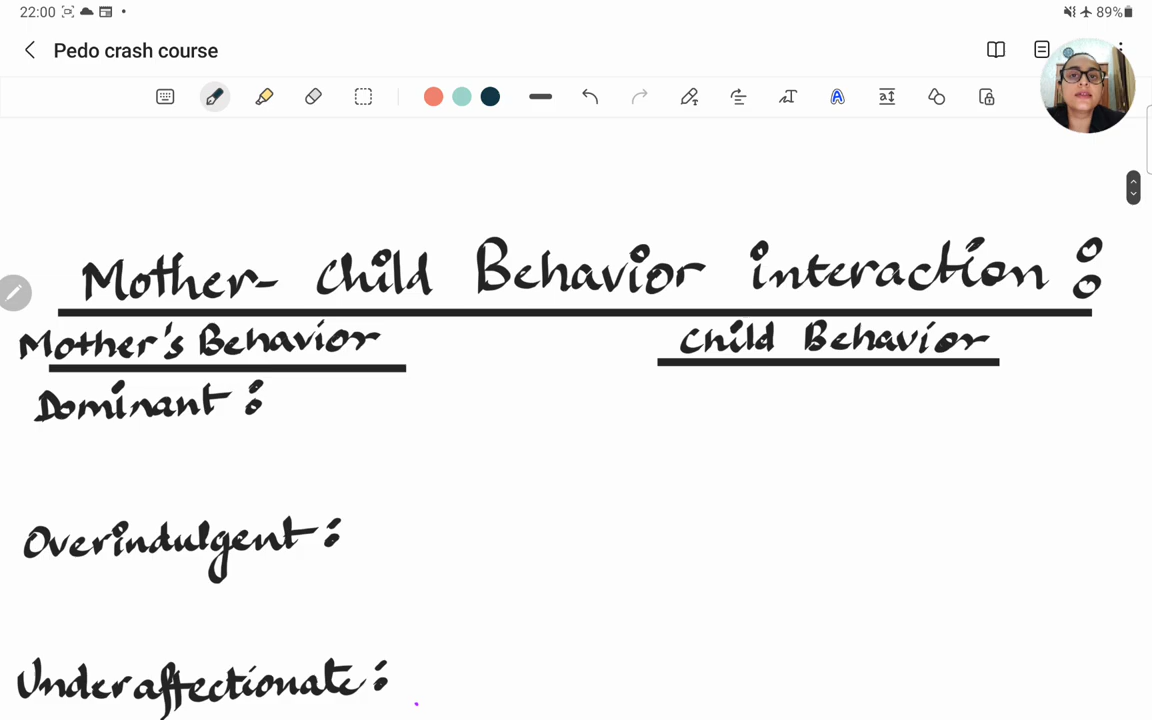 22:00 89%
Pedo crash course
Mother- Child Behavior interaction :
Mother's Behavior Child Behavior
Dominant :
Overindulgent :
Underaffectionate :